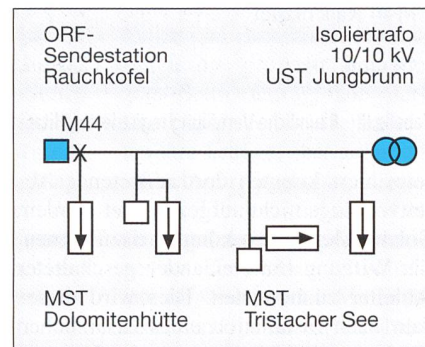 ORF-
Sendestation
Rauchkofel
Isoliertrafo
10/10 kV
UST Jungbrunn
M44
MST
Dolomitenhütte
MST
Tristacher See